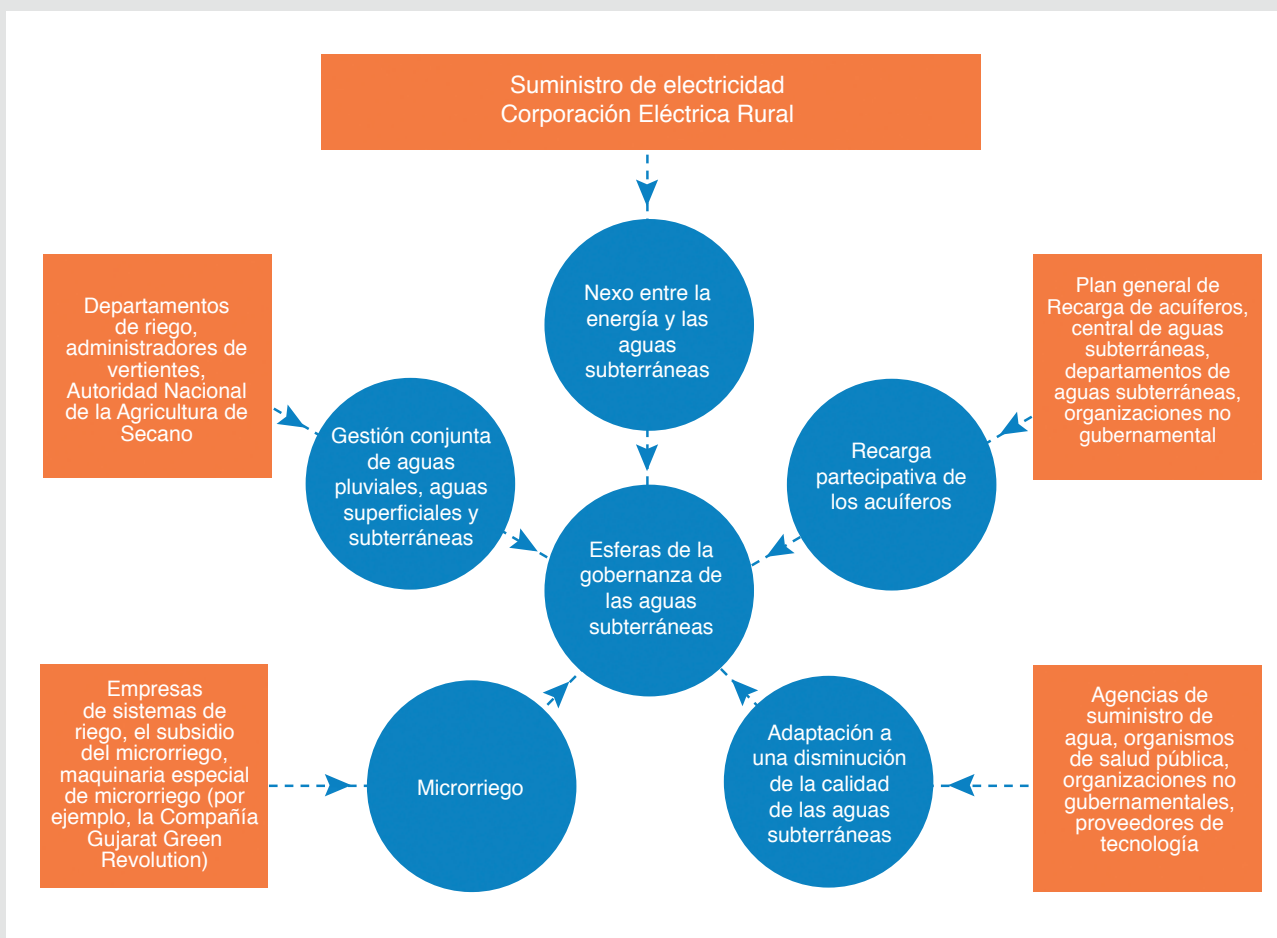 Suministro de electricidad
Corporación Eléctrica Rural
Nexo entre la
energía y las
aguas
subterráneas
Departamentos
de riego,
administradores de
vertientes,
Autoridad Nacional
de la Agricultura de
Secano
Gestión conjunta
de aguas
pluviales, aguas
superficiales y
subterráneas
Plan general de
Recarga de acuíferos,
central de aguas
subterráneas,
departamentos de
aguas subterráneas,
organizaciones no
gubernamental
Recarga
partecipativa de
los acuíferos
Esferas de la
gobernanza de
las aguas
subterráneas
Empresas
de sistemas de
riego, el subsidio
del microrriego,
maquinaria especial
de microrriego (por
ejemplo, la Compañía
Gujarat Green
Revolution)
Microrriego
Adaptación a
una disminución
de la calidad
de las aguas
subterráneas
Agencias de
suministro de
agua, organismos
de salud pública,
organizaciones no
gubernamentales,
proveedores de
tecnología